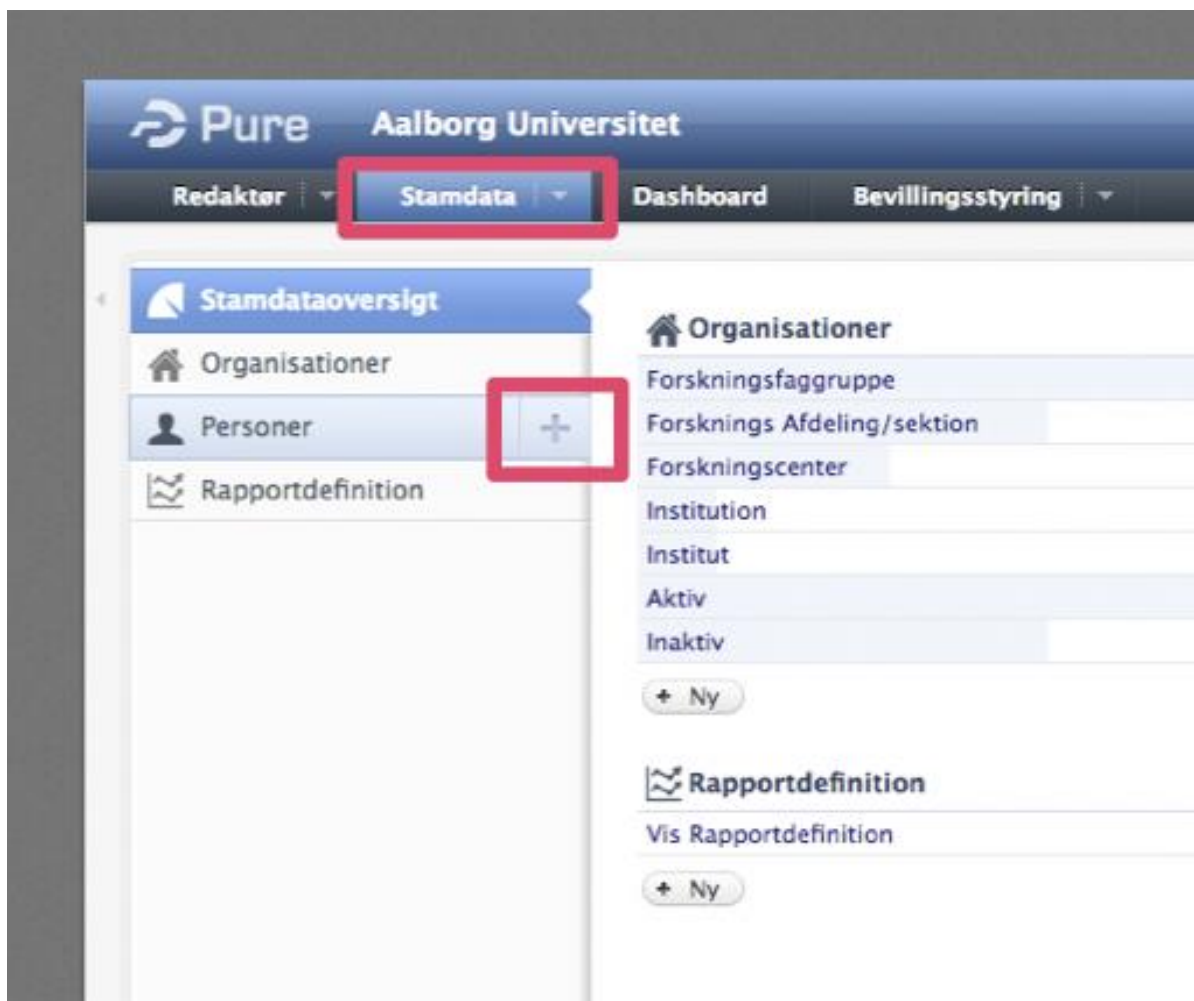 Pure Aalborg Universitet
Redaktør Stamdata Dashboard Bevillingsstyring
Stamdataoversigt
Organisationer
Personer
Rapportdefinition
Organisationer
Forskningsfaggruppe
Forsknings Afdeling/sektion
Forskningscenter
Institution
Institut
Aktiv
Inaktiv
+ Ny
Rapportdefinition
Vis Rapportdefinition
+ Ny